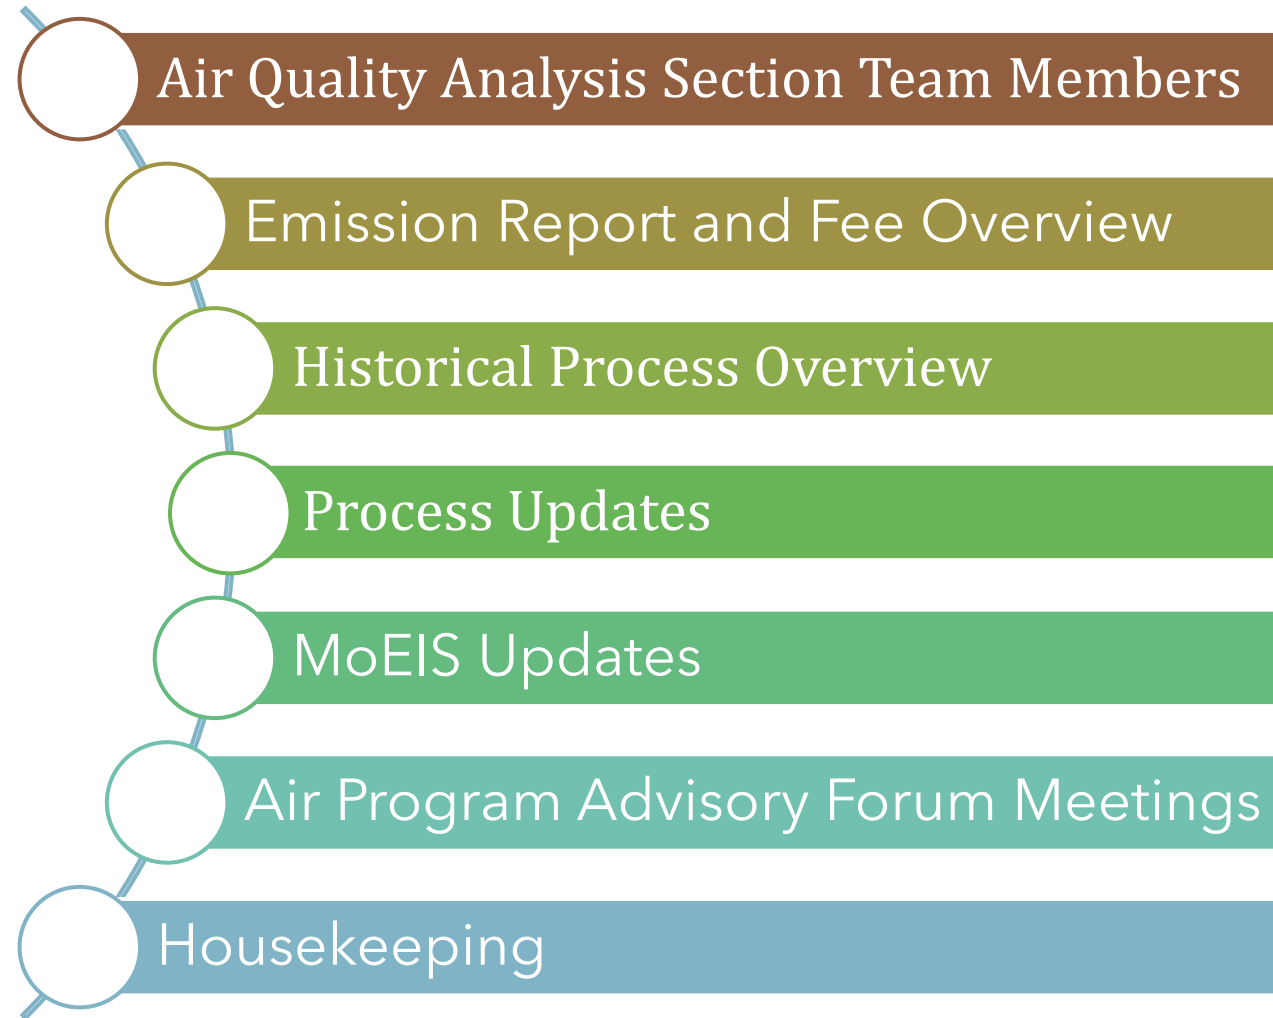 Air Quality Analysis Section Team Members
Emission Report and Fee Overview
Historical Process Overview
Process Updates
MoEIS Updates
Air Program Advisory Forum Meetings
Housekeeping